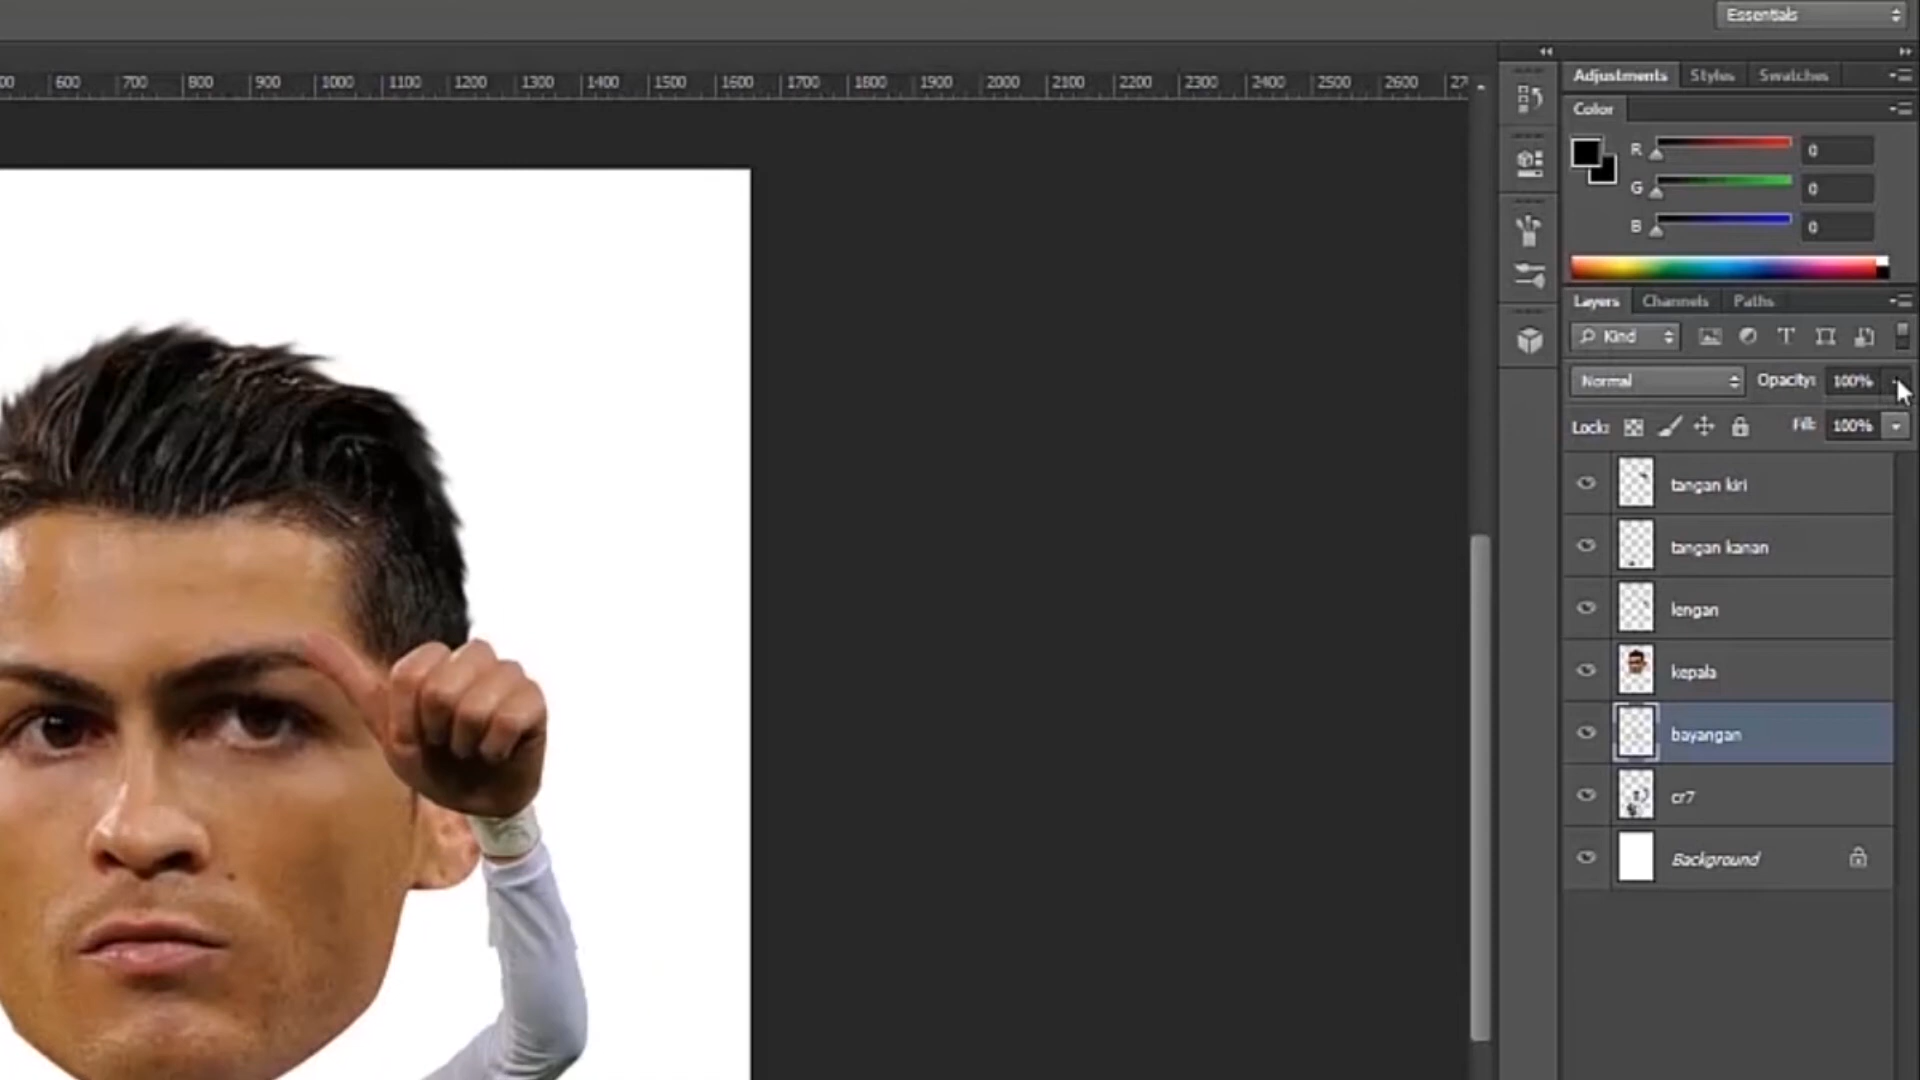 Essentials
600 700 800 900 1000 1100 1200 1300 1400 1500 1600 1700 1800 1900 2000 2100 2200 2300 2400 2500 2600
Adjustments Styles Swatches
Color
R 0
G 0
B 0
Layers Channels Paths
Kind T
Normal Opacity: 100%
Lock: Fill: 100%
tangan kiri
tangan kanan
lengan
kepala
bayangan
cr7
Background